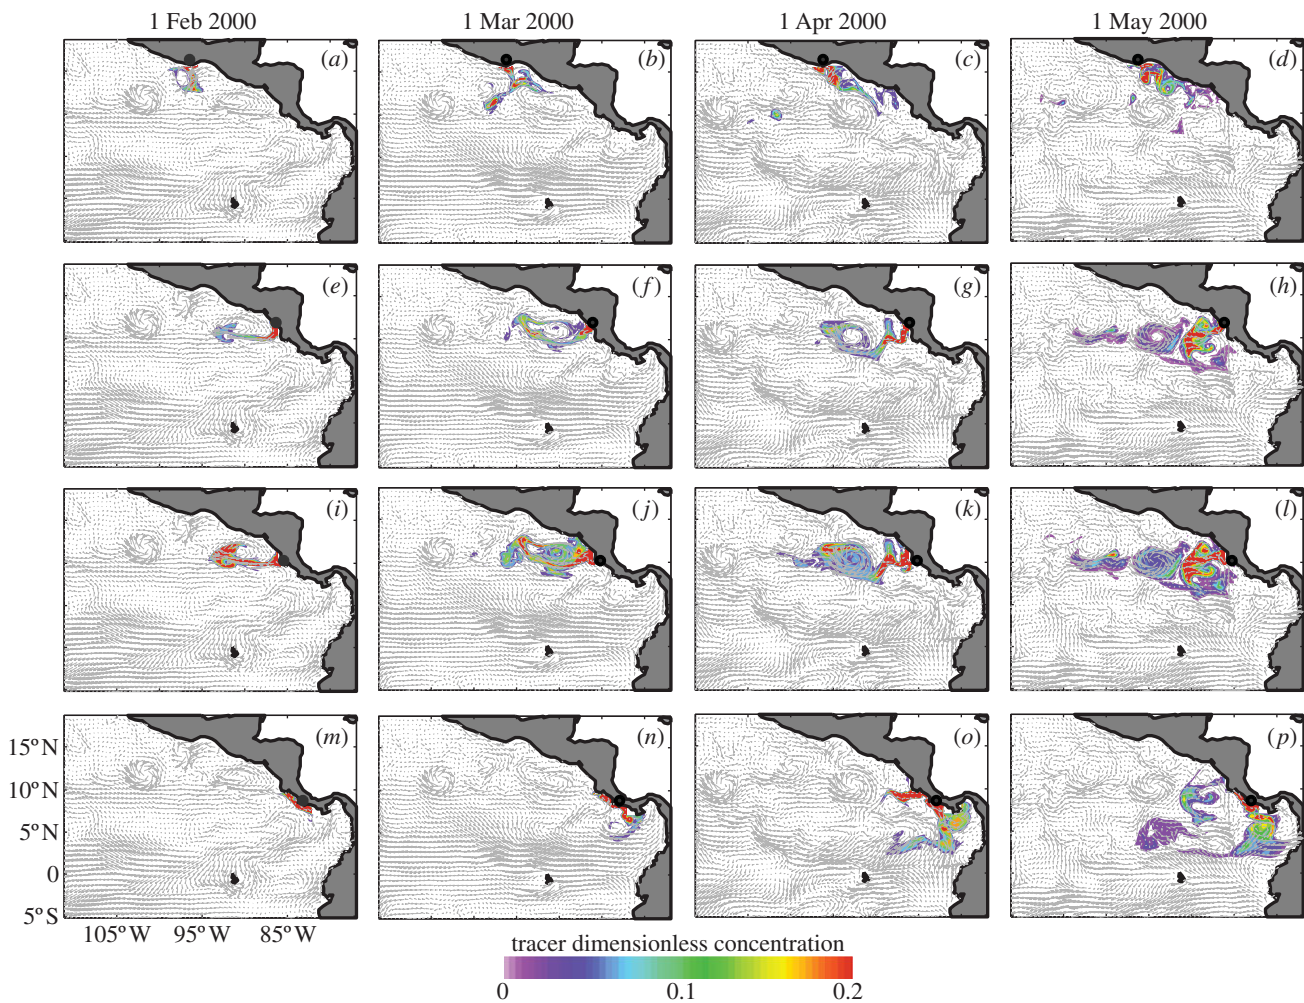 1 Feb 2000 1 Mar 2000 1 Apr 2000 1 May 2000
(a) (b) (c) (d)
(e) (f) (g) (h)
(i) (j) (k) (l)
(m) (n) (o) (p)
15° N
10° N
5° N
0
5° S
105° W 95° W 85° W
tracer dimensionless concentration
0 0.1 0.2